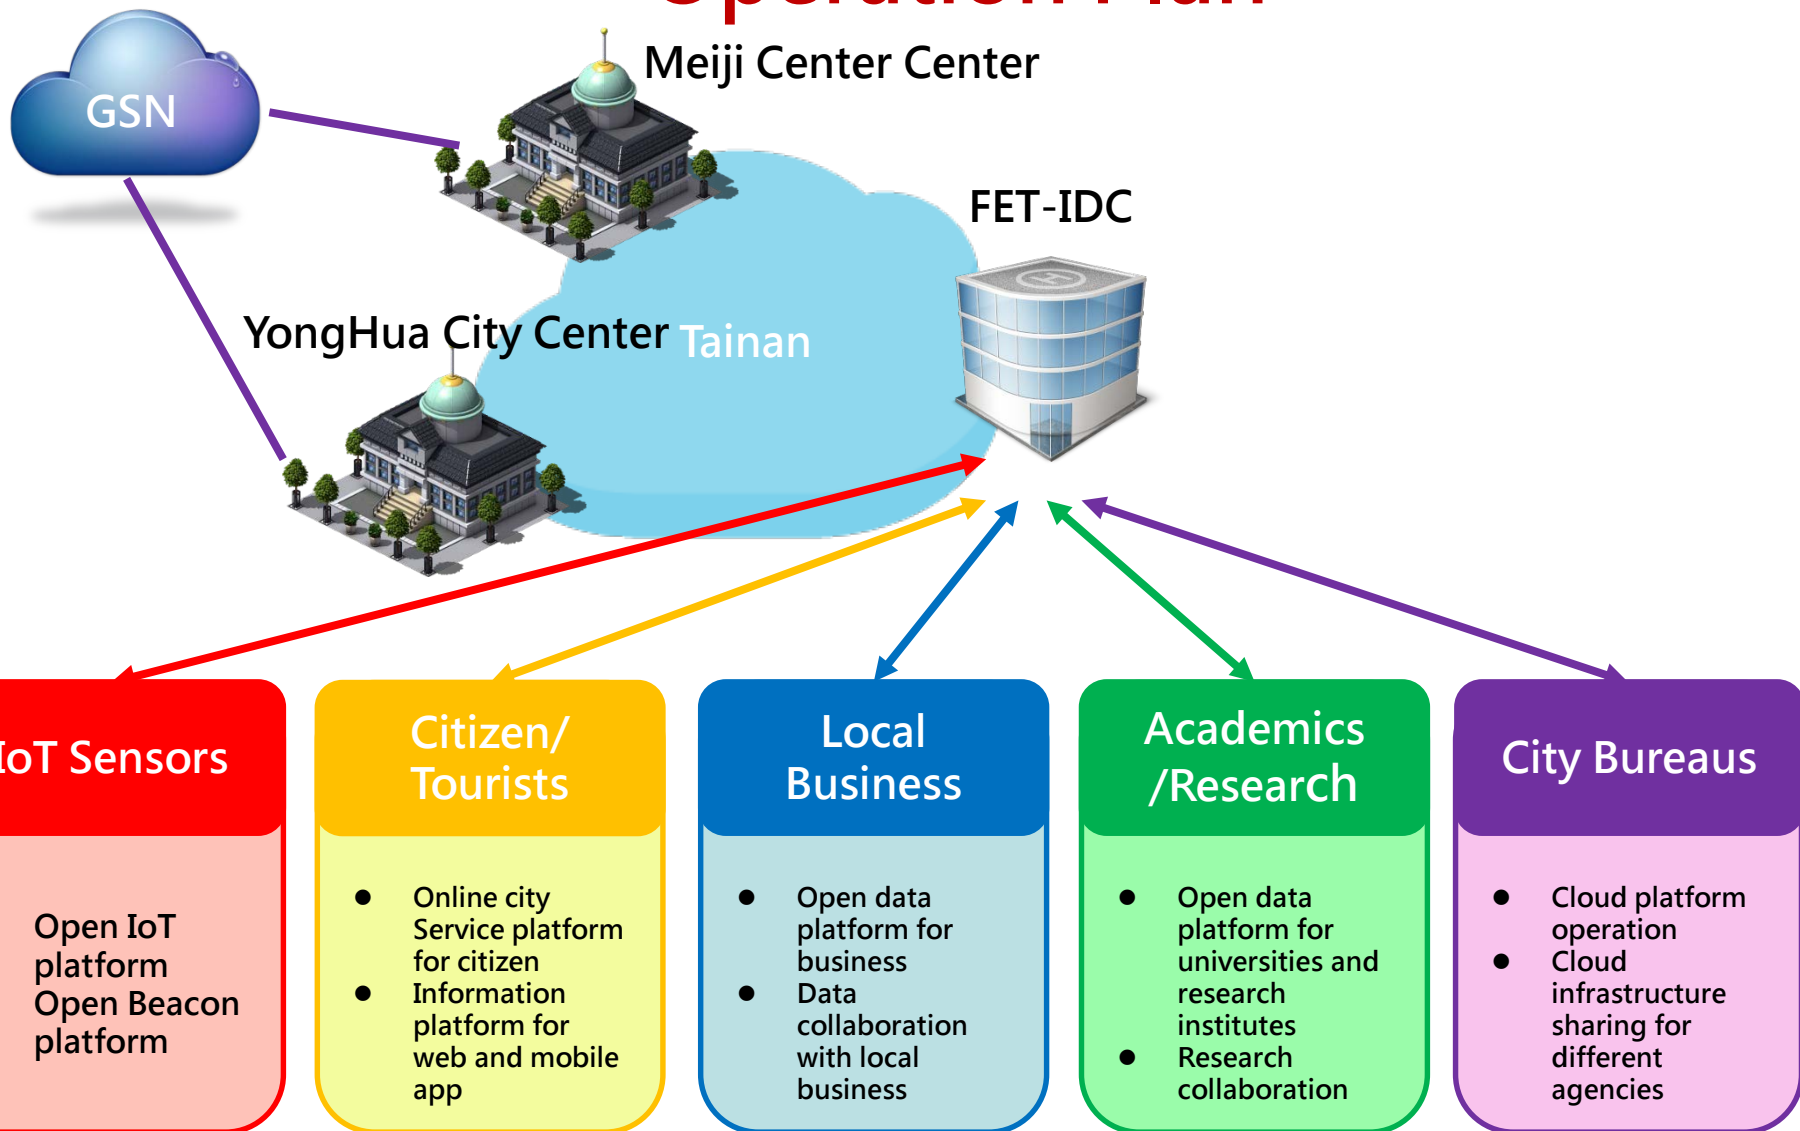 Operation Plan
GSN
Meiji Center Center
FET-IDC
YongHua City Center
Tainan
IoT Sensors
Open IoT
platform
Open Beacon
platform
Citizen/
Tourists
● Online city
Service platform
for citizen
● Information
platform for
web and mobile
app
Local
Business
● Open data
platform for
business
● Data
collaboration
with local
business
Academics
/Research
● Open data
platform for
universities and
research
institutes
● Research
collaboration
City Bureaus
● Cloud platform
operation
● Cloud
infrastructure
sharing for
different
agencies